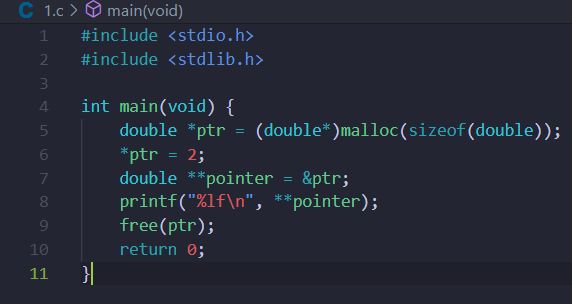 C 1.c > main(void)
1 #include <stdio.h>
2 #include <stdlib.h>
3
4 int main(void) {
5     double *ptr = (double*)malloc(sizeof(double));
6     *ptr = 2;
7     double **pointer = &ptr;
8     printf("%lf\n", **pointer);
9     free(ptr);
10     return 0;
11 }